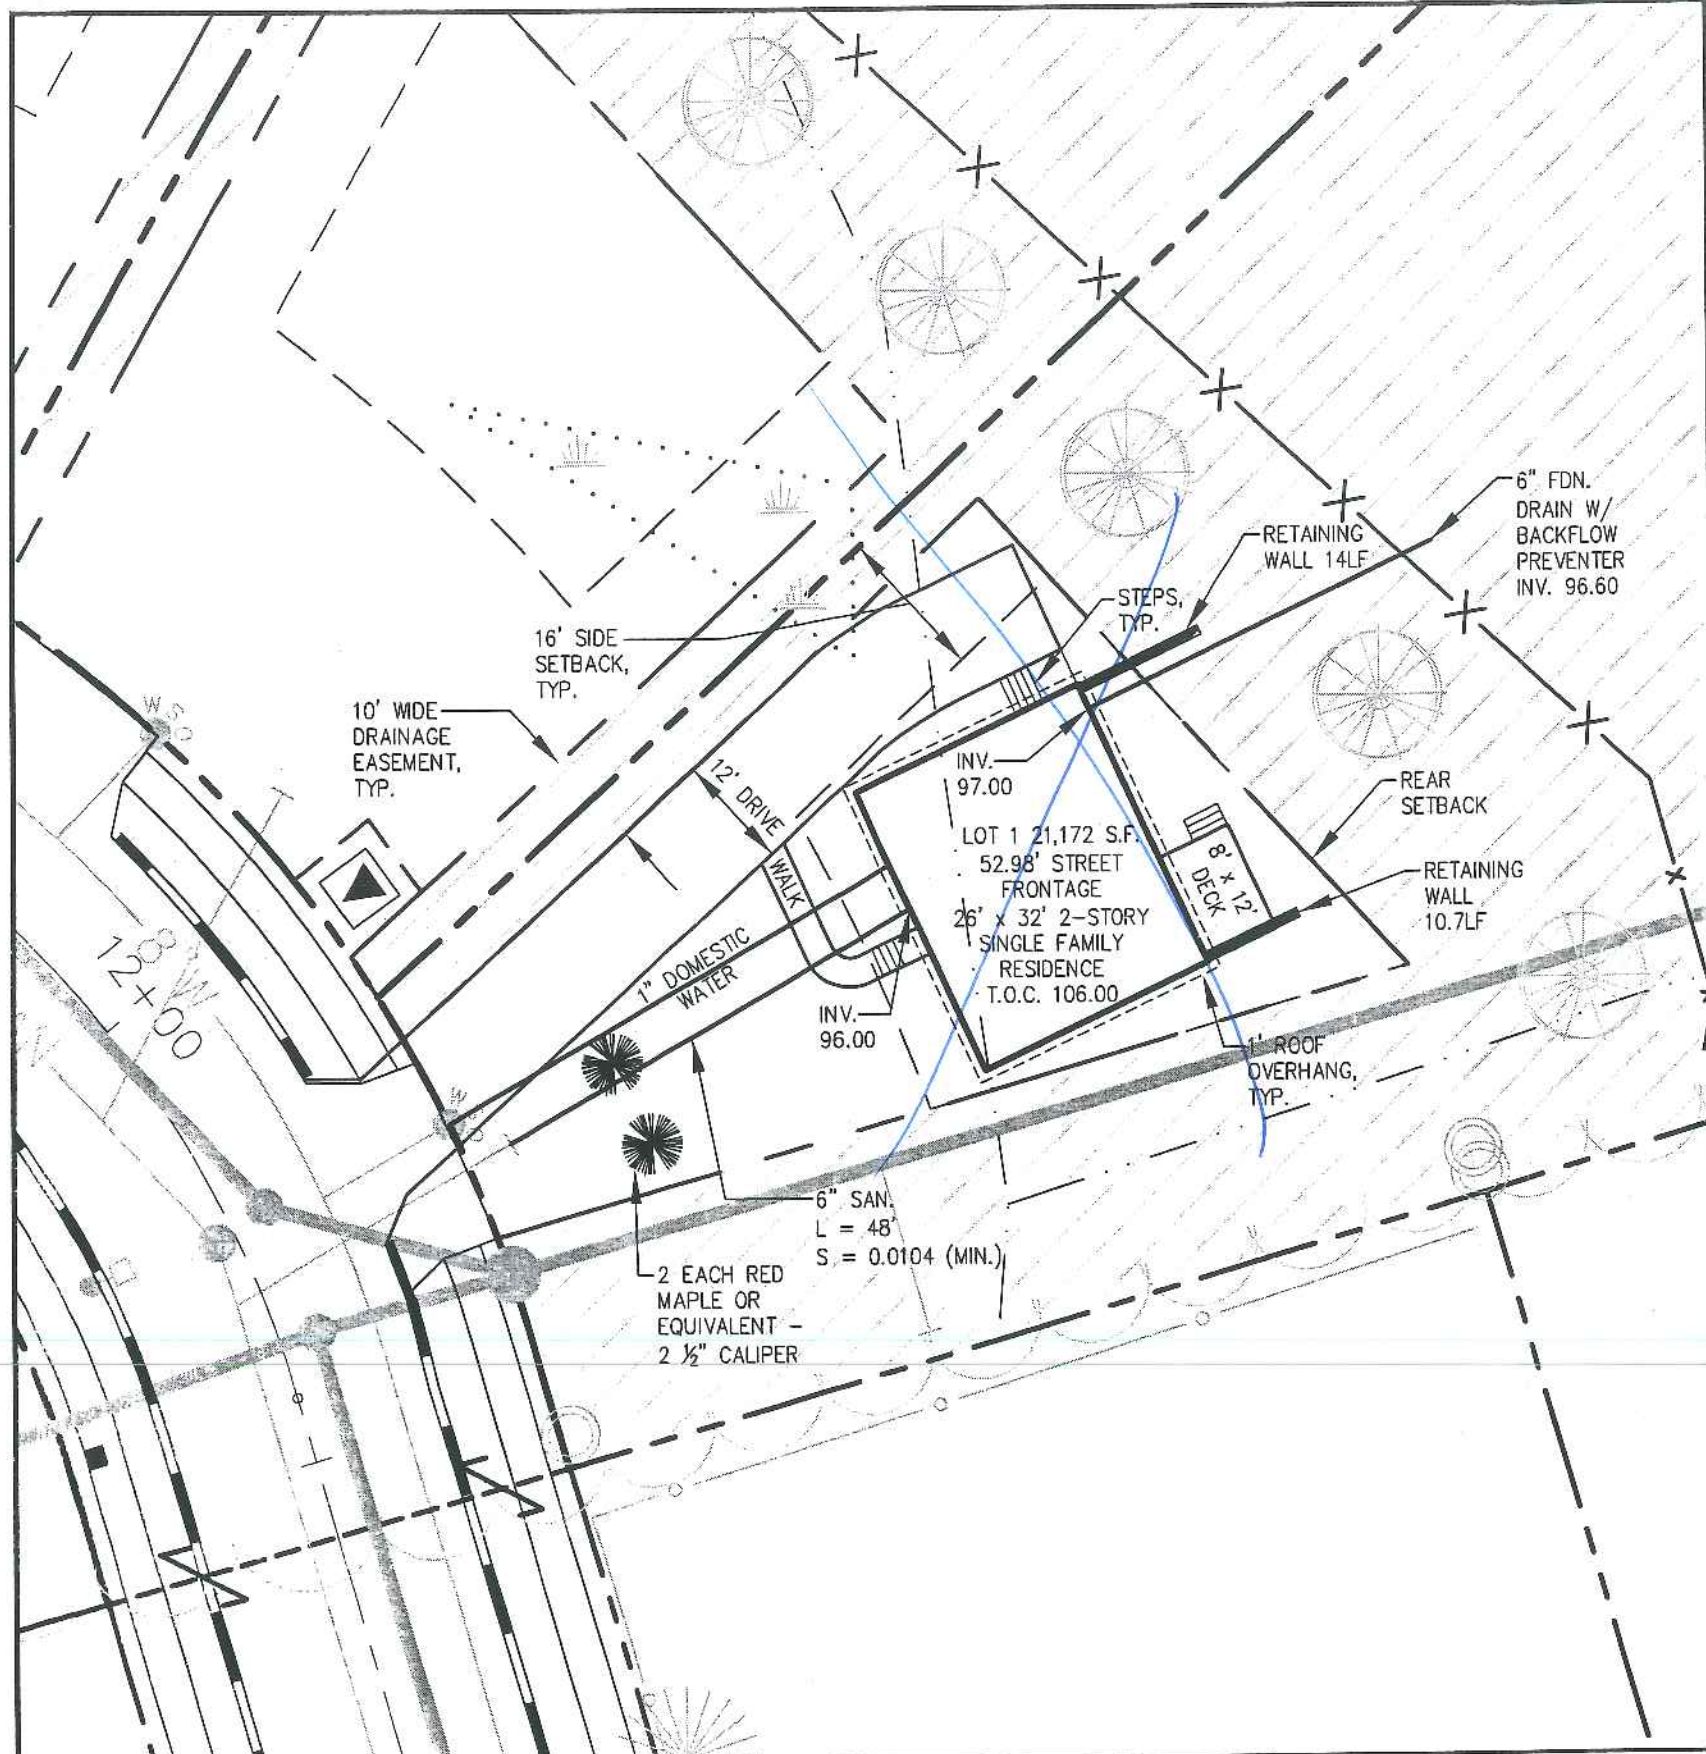 6" FDN.
DRAIN W/
BACKFLOW
PREVENTER
INV. 96.60
RETAINING
WALL 14LF
STEPS,
TYP.
16' SIDE
SETBACK,
TYP.
10' WIDE
DRAINAGE
EASEMENT,
TYP.
W S
12' DRIVE
WALK
INV.
97.00
REAR
SETBACK
LOT 1 21,172 S.F.
52.98' STREET
FRONTAGE
26' x 32' 2-STORY
SINGLE FAMILY
RESIDENCE
T.O.C. 106.00
8' x 12'
DECK
RETAINING
WALL
10.7LF
1" DOMESTIC
WATER
INV.
96.00
12+00
1' ROOF
OVERHANG,
TYP.
6" SAN.
L = 48'
S = 0.0104 (MIN.)
2 EACH RED
MAPLE OR
EQUIVALENT -
2 ½" CALIPER